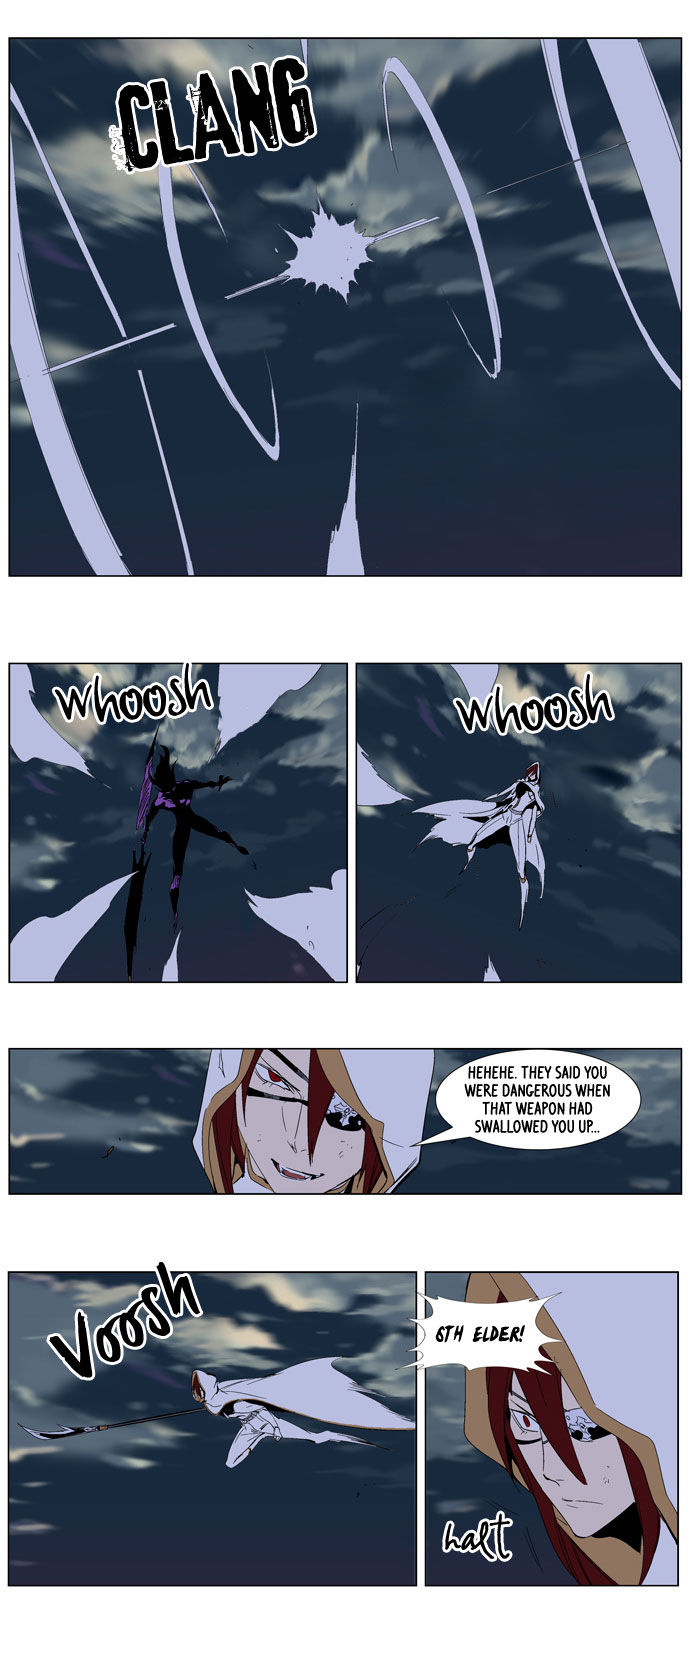 CLANG
Whoosh
Whoosh
HEHEHE. THEY SAID YOU
WERE DANGEROUS WHEN
THAT WEAPON HAD
SWALLOWED YOU UP...
Voosh
6TH ELDER!
halt